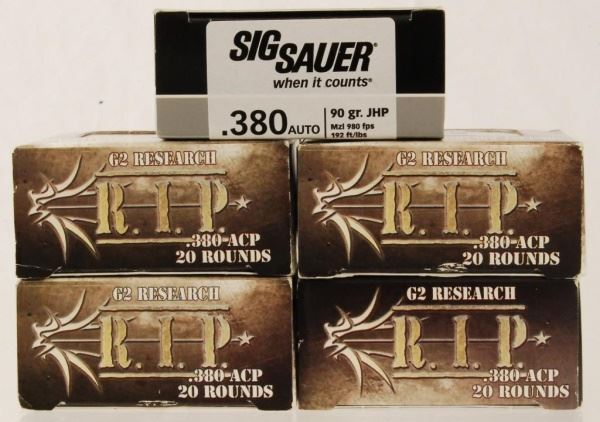 SIG SAUER®
when it counts®
.380 AUTO
90 gr. JHP
Mzl 980 fps
192 ft/lbs
G2 RESEARCH
R.I.P.
.380 ACP
20 ROUNDS
G2 RESEARCH
R.I.P.
.380 ACP
20 ROUNDS
G2 RESEARCH
R.I.P.
.380 ACP
20 ROUNDS
G2 RESEARCH
R.I.P.
.380 ACP
20 ROUNDS